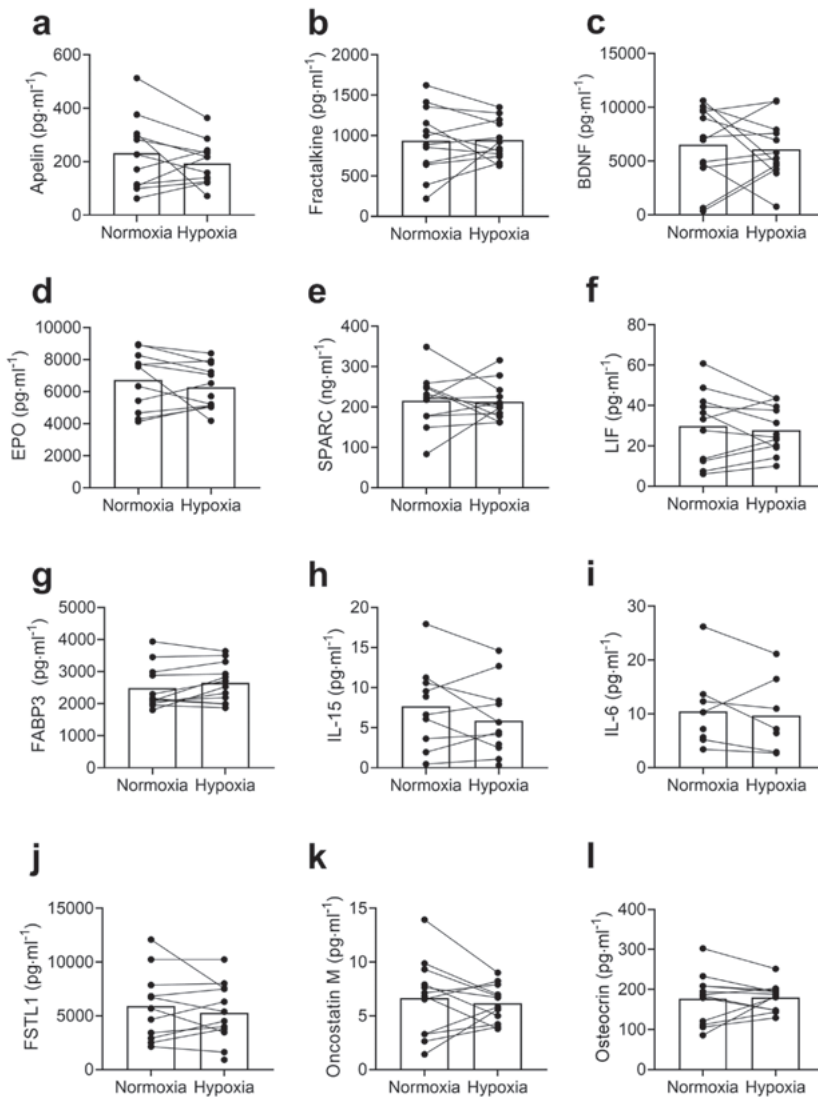 a
b
c
Apelin (pg·ml⁻¹)
600
400
200
0
Normoxia Hypoxia
Fractalkine (pg·ml⁻¹)
2000
1500
1000
500
0
Normoxia Hypoxia
BDNF (pg·ml⁻¹)
15000
10000
5000
0
Normoxia Hypoxia
d
e
f
EPO (pg·ml⁻¹)
10000
8000
6000
4000
2000
0
Normoxia Hypoxia
SPARC (ng·ml⁻¹)
400
300
200
100
0
Normoxia Hypoxia
LIF (pg·ml⁻¹)
80
60
40
20
0
Normoxia Hypoxia
g
h
i
FABP3 (pg·ml⁻¹)
5000
4000
3000
2000
1000
0
Normoxia Hypoxia
IL-15 (pg·ml⁻¹)
20
15
10
5
0
Normoxia Hypoxia
IL-6 (pg·ml⁻¹)
30
20
10
0
Normoxia Hypoxia
j
k
l
FSTL1 (pg·ml⁻¹)
15000
10000
5000
0
Normoxia Hypoxia
Oncostatin M (pg·ml⁻¹)
15
10
5
0
Normoxia Hypoxia
Osteocrin (pg·ml⁻¹)
400
300
200
100
0
Normoxia Hypoxia